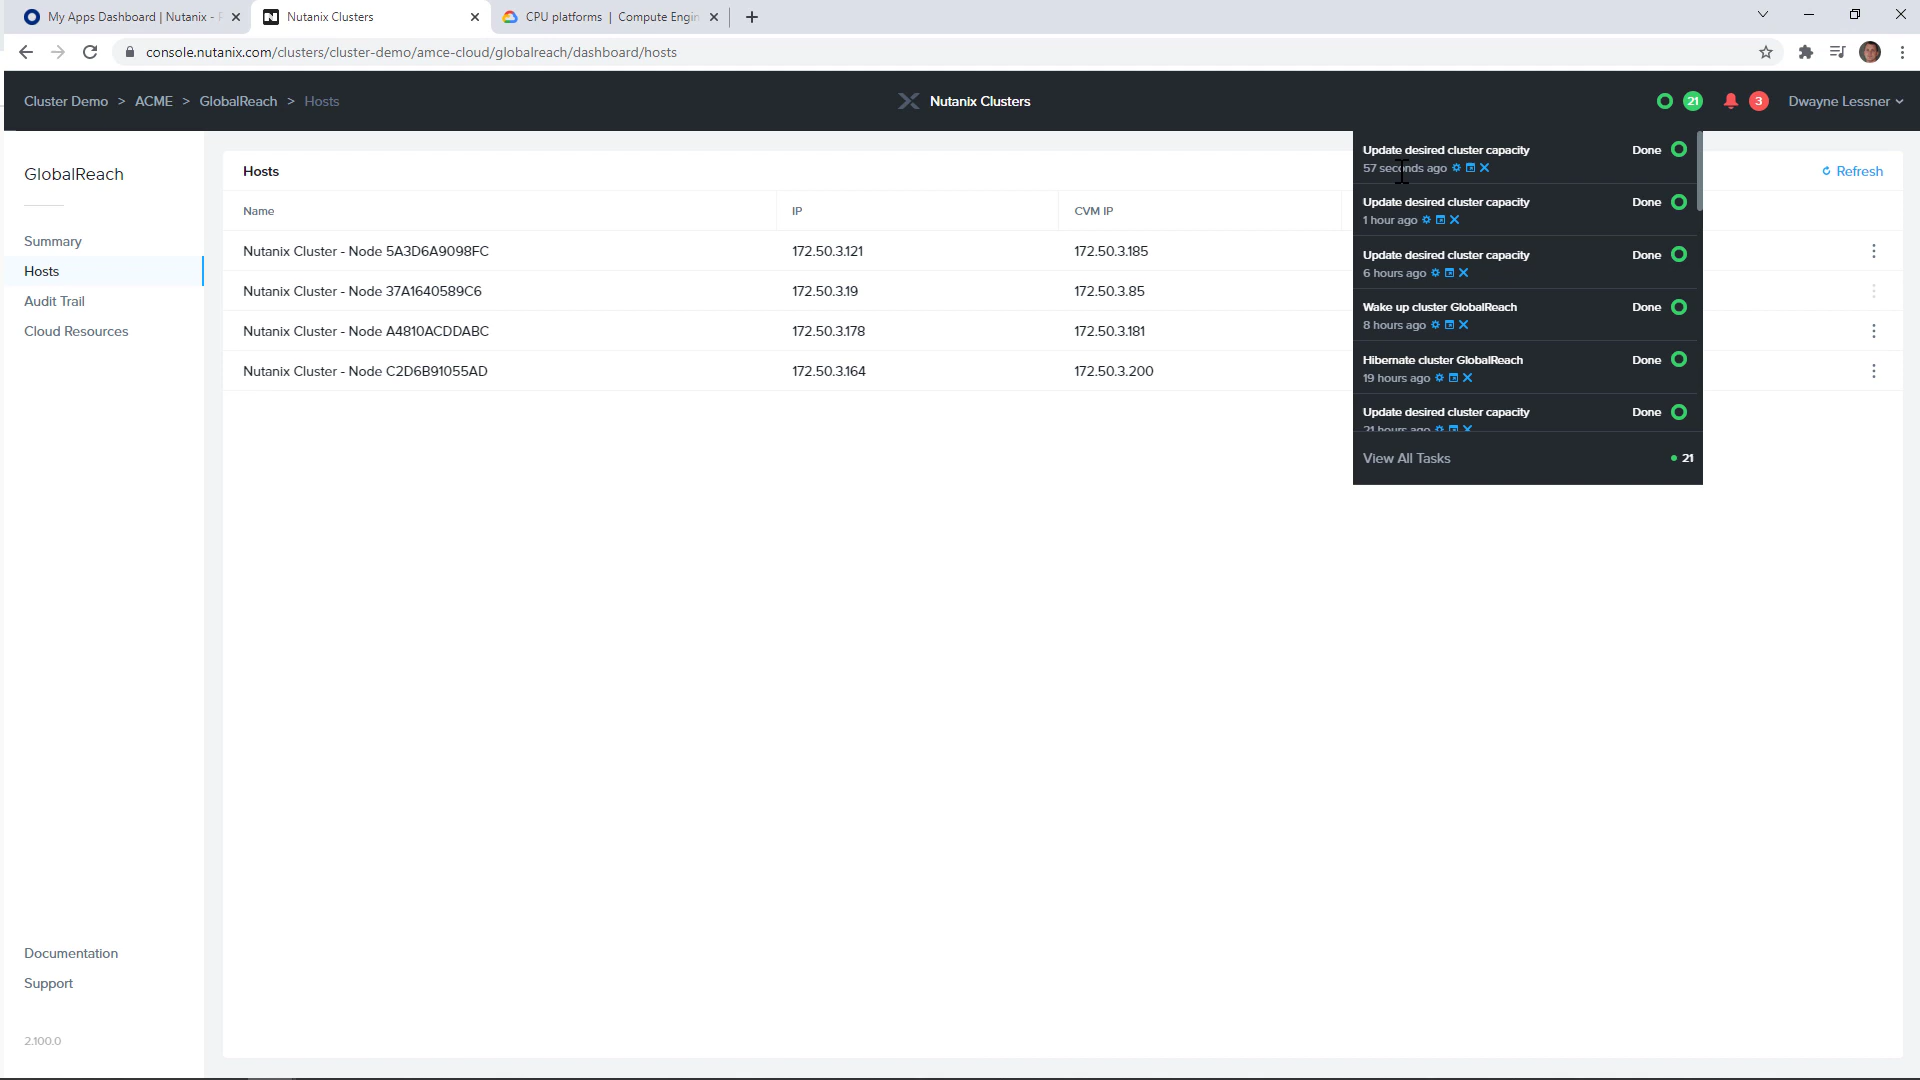 My Apps Dashboard | Nutanix -
Nutanix Clusters
CPU platforms | Compute Engin
console.nutanix.com/clusters/cluster-demo/amce-cloud/globalreach/dashboard/hosts
Cluster Demo > ACME > GlobalReach > Hosts
Nutanix Clusters
21
3
Dwayne Lessner
GlobalReach
Summary
Hosts
Audit Trail
Cloud Resources
Documentation
Support
2.100.0
Hosts
Refresh
Name IP CVM IP
Nutanix Cluster - Node 5A3D6A9098FC 172.50.3.121 172.50.3.185
Nutanix Cluster - Node 37A1640589C6 172.50.3.19 172.50.3.85
Nutanix Cluster - Node A4810ACDDABC 172.50.3.178 172.50.3.181
Nutanix Cluster - Node C2D6B91055AD 172.50.3.164 172.50.3.200
Update desired cluster capacity Done
57 seconds ago
Update desired cluster capacity Done
1 hour ago
Update desired cluster capacity Done
6 hours ago
Wake up cluster GlobalReach Done
8 hours ago
Hibernate cluster GlobalReach Done
19 hours ago
Update desired cluster capacity Done
21 hours ago
View All Tasks 21